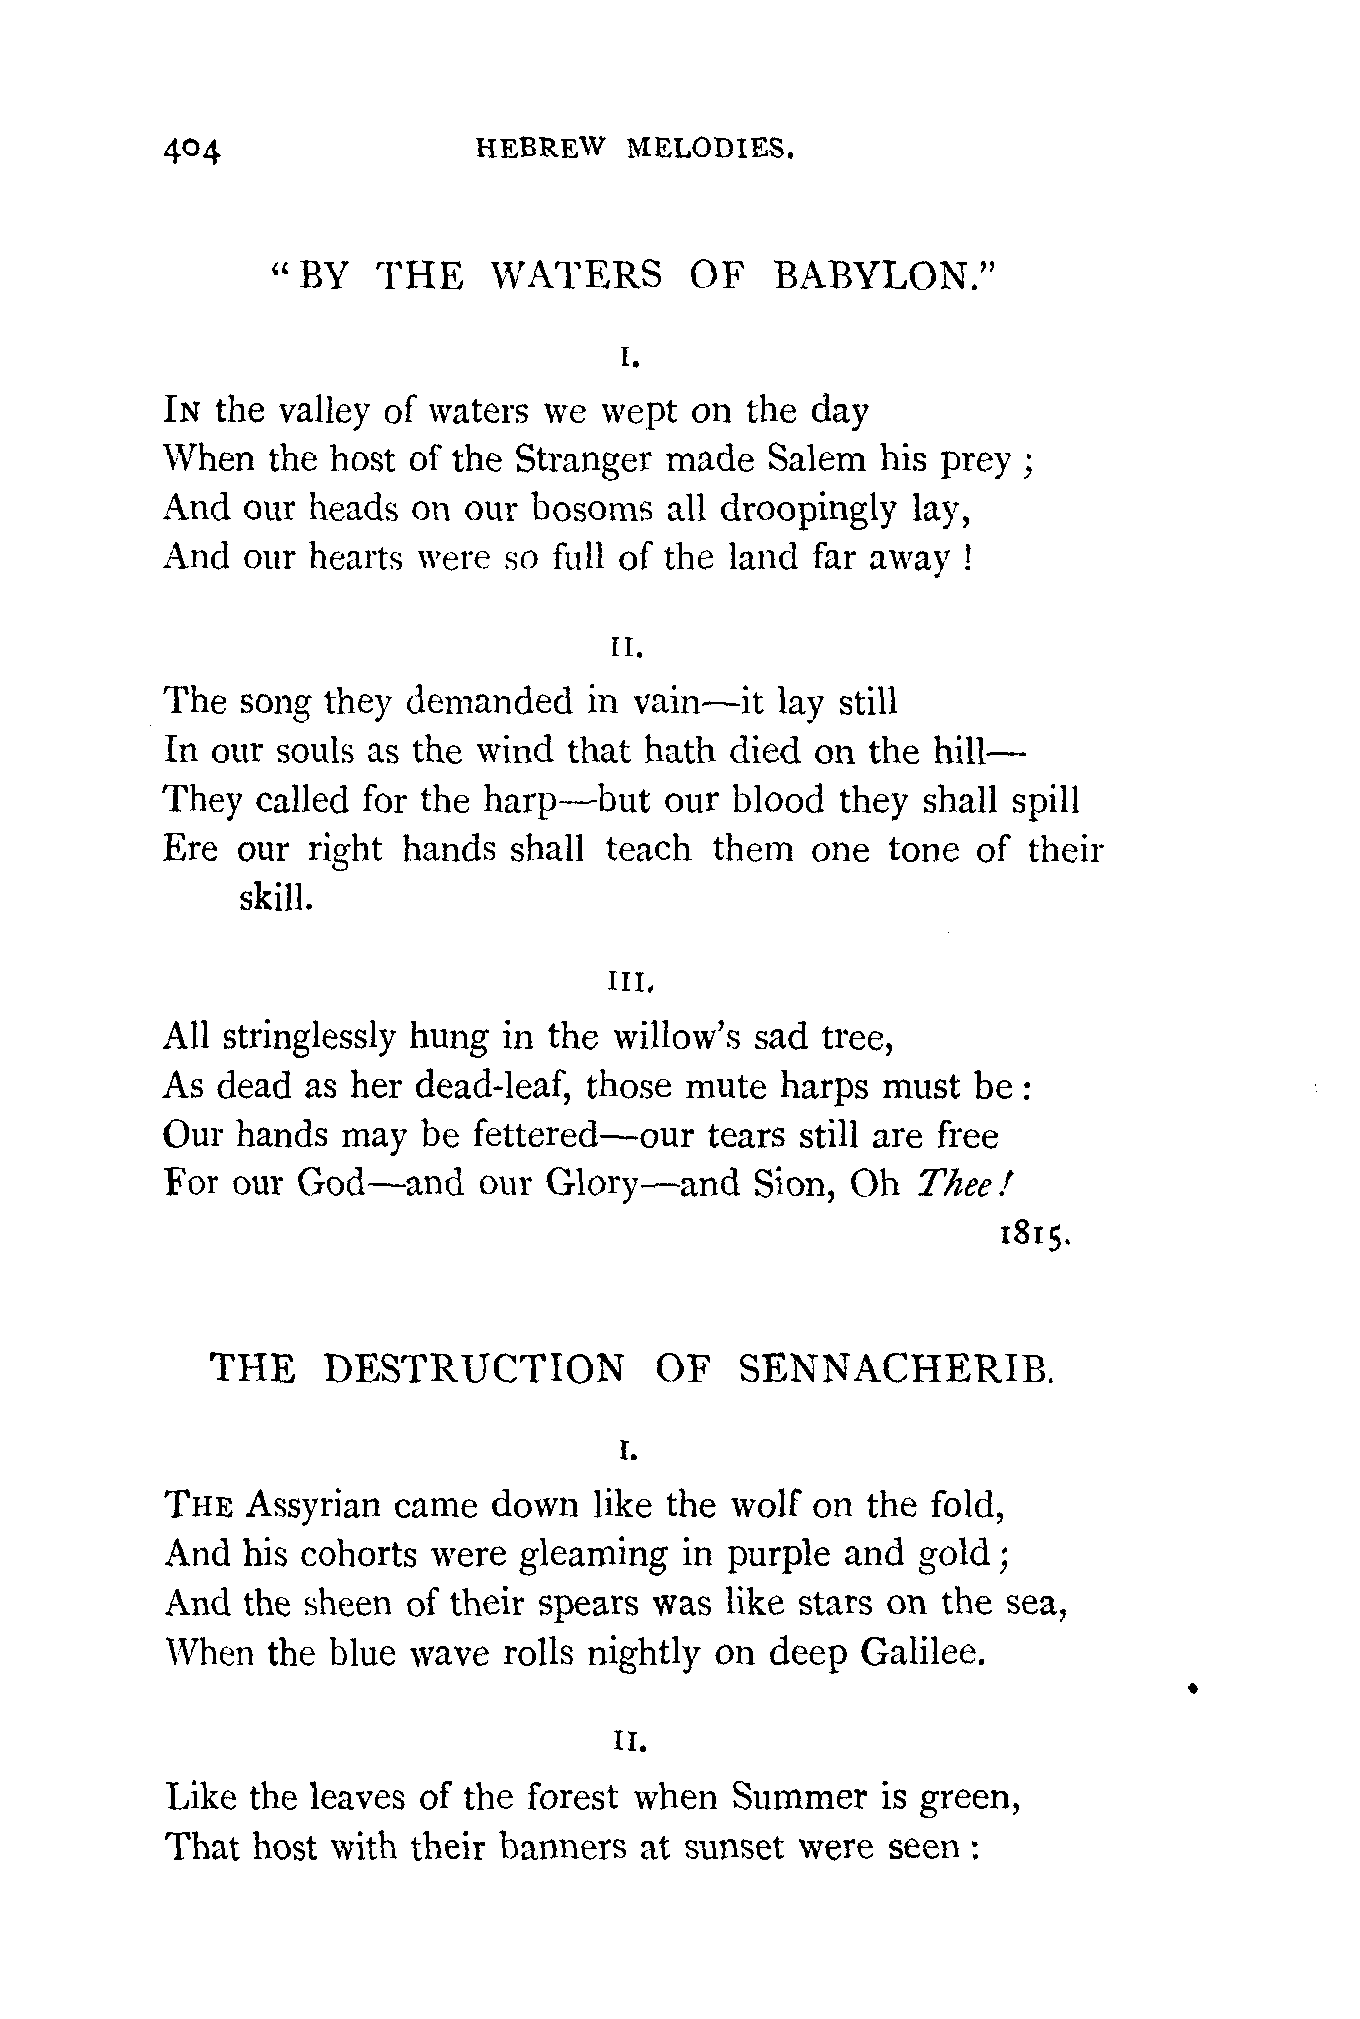 404 HEBREW MELODIES.
“BY THE WATERS OF BABYLON.”
I.
IN the valley of waters we wept on the day
When the host of the Stranger made Salem his prey ;
And our heads on our bosoms all droopingly lay,
And our hearts were so full of the land far away !
II.
The song they demanded in vain—it lay still
In our souls as the wind that hath died on the hill—
They called for the harp—but our blood they shall spill
Ere our right hands shall teach them one tone of their
skill.
III.
All stringlessly hung in the willow’s sad tree,
As dead as her dead-leaf, those mute harps must be :
Our hands may be fettered—our tears still are free
For our God—and our Glory—and Sion, Oh Thee !
1815.
THE DESTRUCTION OF SENNACHERIB.
I.
THE Assyrian came down like the wolf on the fold,
And his cohorts were gleaming in purple and gold ;
And the sheen of their spears was like stars on the sea,
When the blue wave rolls nightly on deep Galilee.
II.
Like the leaves of the forest when Summer is green,
That host with their banners at sunset were seen :